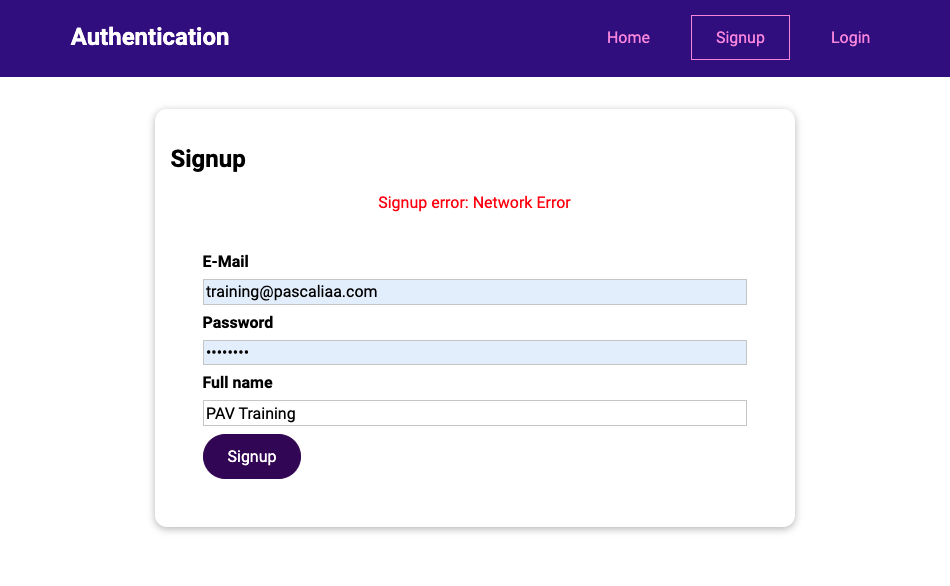 Authentication
Home
Signup
Login
Signup
Signup error: Network Error
E-Mail
training@pascaliaa.com
Password
••••••••
Full name
PAV Training
Signup